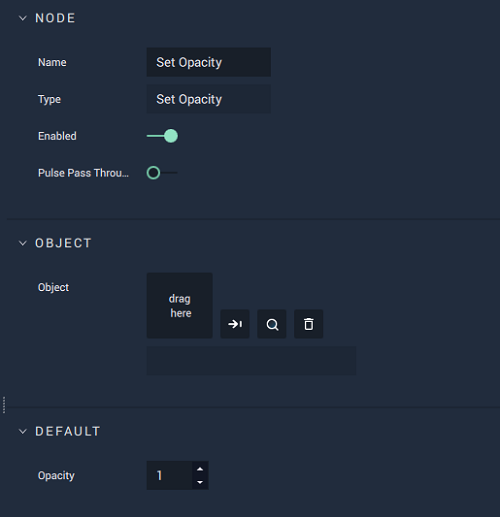 NODE
Name Set Opacity
Type Set Opacity
Enabled
Pulse Pass Throu...
OBJECT
Object
drag
here
DEFAULT
Opacity 1